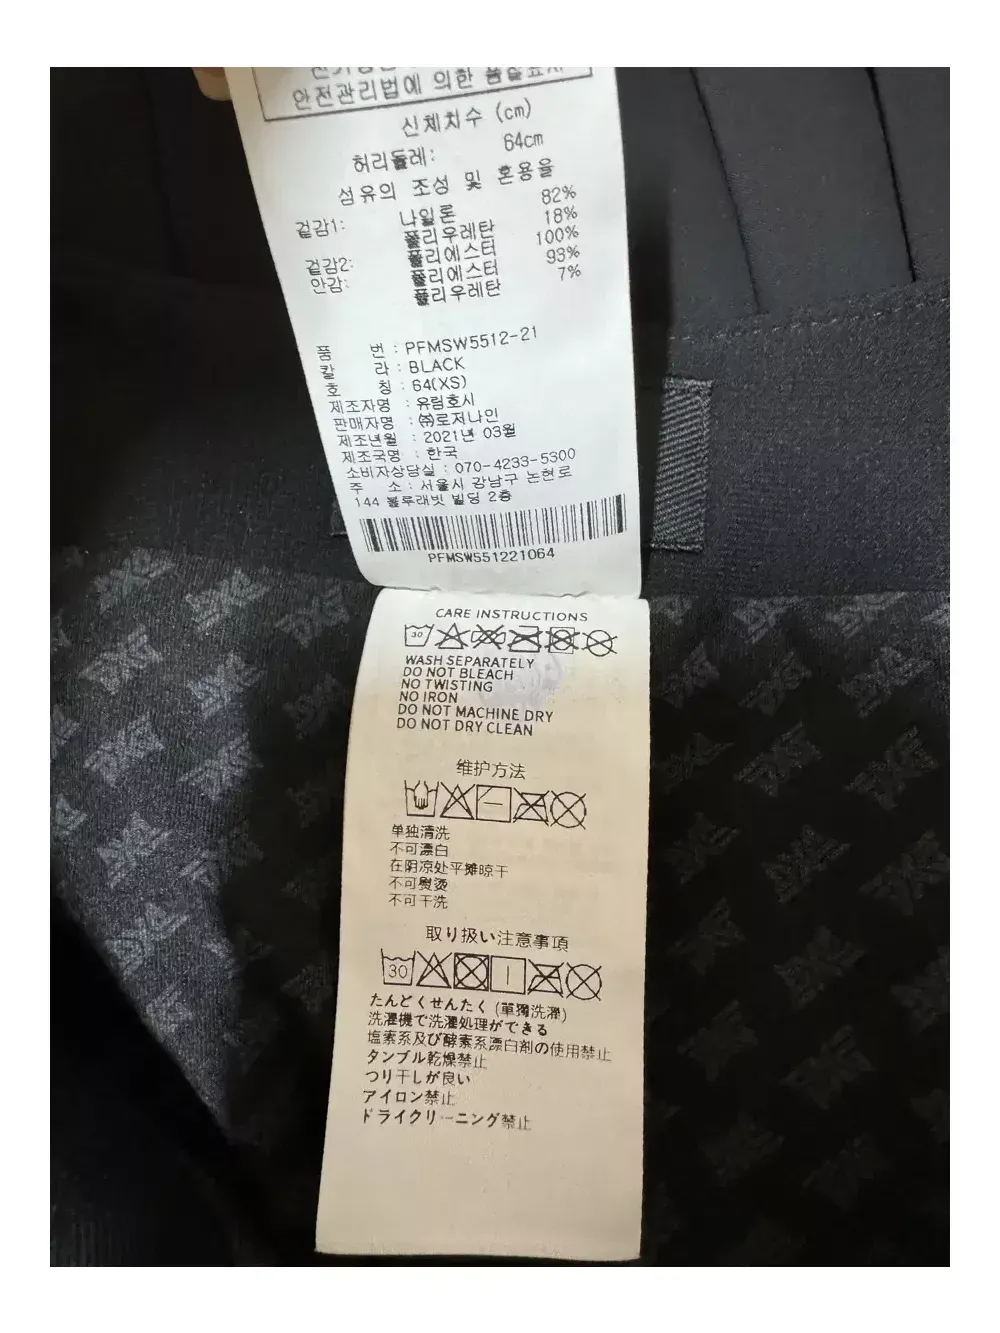 안전관리법에 의한 품질표시
신체치수 (cm)
허리둘레: 64cm
섬유의 조성 및 혼용율
겉감1: 나일론 82%
폴리우레탄 18%
겉감2: 폴리에스터 100%
안감: 폴리에스터 93%
폴리우레탄 7%
품 번 : PFMSW5512-21
칼 라 : BLACK
호 칭 : 64(XS)
제조자명 : 유림호시
판매자명 : ㈜로저나인
제조년월 : 2021년 03월
제조국명 : 한국
소비자상담실 : 070-4233-5300
주 소 : 서울시 강남구 논현로
144 블루래빗 빌딩 2층
PFMSW551221064
CARE INSTRUCTIONS
30
WASH SEPARATELY
DO NOT BLEACH
NO TWISTING
NO IRON
DO NOT MACHINE DRY
DO NOT DRY CLEAN
维护方法
单独清洗
不可漂白
在阴凉处平摊晾干
不可熨烫
不可干洗
取り扱い注意事項
30
たんどくせんたく (單獨洗濯)
洗濯機で洗濯処理ができる
塩素系及び酵素系漂白剤の使用禁止
タンブル乾燥禁止
つり干しが良い
アイロン禁止
ドライクリーニング禁止